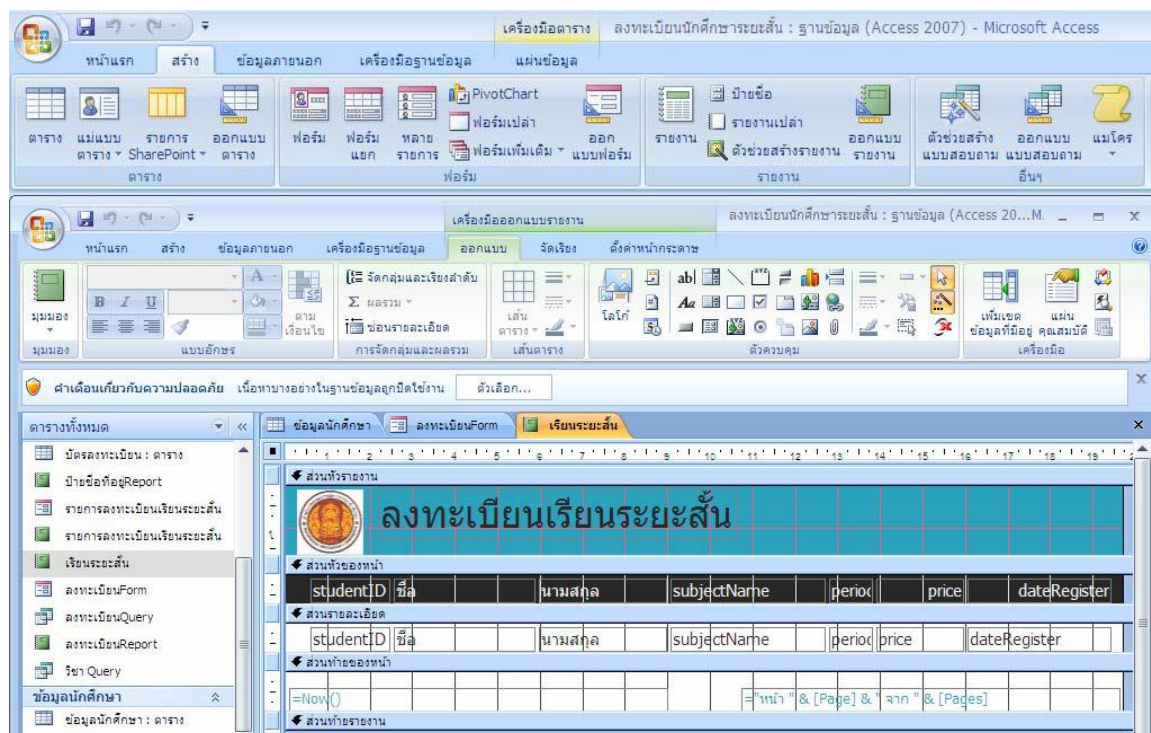 เครื่องมือตาราง ลงทะเบียนนักศึกษาระยะสั้น : ฐานข้อมูล (Access 2007) - Microsoft Access
หน้าแรก สร้าง ข้อมูลภายนอก เครื่องมือฐานข้อมูล แผ่นข้อมูล
ตาราง
แม่แบบตาราง
รายการ SharePoint
ออกแบบตาราง
ตาราง
ฟอร์ม
ฟอร์มแยก
หลายรายการ
PivotChart
ฟอร์มเปล่า
ฟอร์มเพิ่มเติม
ออกแบบฟอร์ม
ฟอร์ม
รายงาน
ป้ายชื่อ
รายงานเปล่า
ตัวช่วยสร้างรายงาน
ออกแบบรายงาน
รายงาน
ตัวช่วยสร้างแบบสอบถาม
ออกแบบแบบสอบถาม
แมโคร
อื่นๆ
เครื่องมือออกแบบรายงาน ลงทะเบียนนักศึกษาระยะสั้น : ฐานข้อมูล (Access 20...M.
หน้าแรก สร้าง ข้อมูลภายนอก เครื่องมือฐานข้อมูล ออกแบบ จัดเรียง ตั้งค่าหน้ากระดาษ
มุมมอง
มุมมอง
B I U
ตามเงื่อนไข
แบบอักษร
จัดกลุ่มและเรียงลำดับ
Σ ผลรวม
ซ่อนรายละเอียด
การจัดกลุ่มและผลรวม
เส้นตาราง
เส้นตาราง
โลโก้
ab|
Aa
ตัวควบคุม
เพิ่มเขตข้อมูลที่มีอยู่
แผ่นคุณสมบัติ
เครื่องมือ
คำเตือนเกี่ยวกับความปลอดภัย เนื้อหาบางอย่างในฐานข้อมูลถูกปิดใช้งาน ตัวเลือก...
ตารางทั้งหมด
บัตรลงทะเบียน : ตาราง
ป้ายชื่อที่อยู่Report
รายการลงทะเบียนเรียนระยะสั้น
รายการลงทะเบียนเรียนระยะสั้น
เรียนระยะสั้น
ลงทะเบียนForm
ลงทะเบียนQuery
ลงทะเบียนReport
วิชา Query
ข้อมูลนักศึกษา
ข้อมูลนักศึกษา : ตาราง
ข้อมูลนักศึกษา ลงทะเบียนForm เรียนระยะสั้น
1 2 3 4 5 6 7 8 9 10 11 12 13 14 15 16 17 18 19
ส่วนหัวรายงาน
ลงทะเบียนเรียนระยะสั้น
ส่วนหัวของหน้า
studentID ชื่อ นามสกุล subjectName period price dateRegister
ส่วนรายละเอียด
studentID ชื่อ นามสกุล subjectName period price dateRegister
ส่วนท้ายของหน้า
=Now() ="หน้า " & [Page] & " จาก " & [Pages]
ส่วนท้ายรายงาน